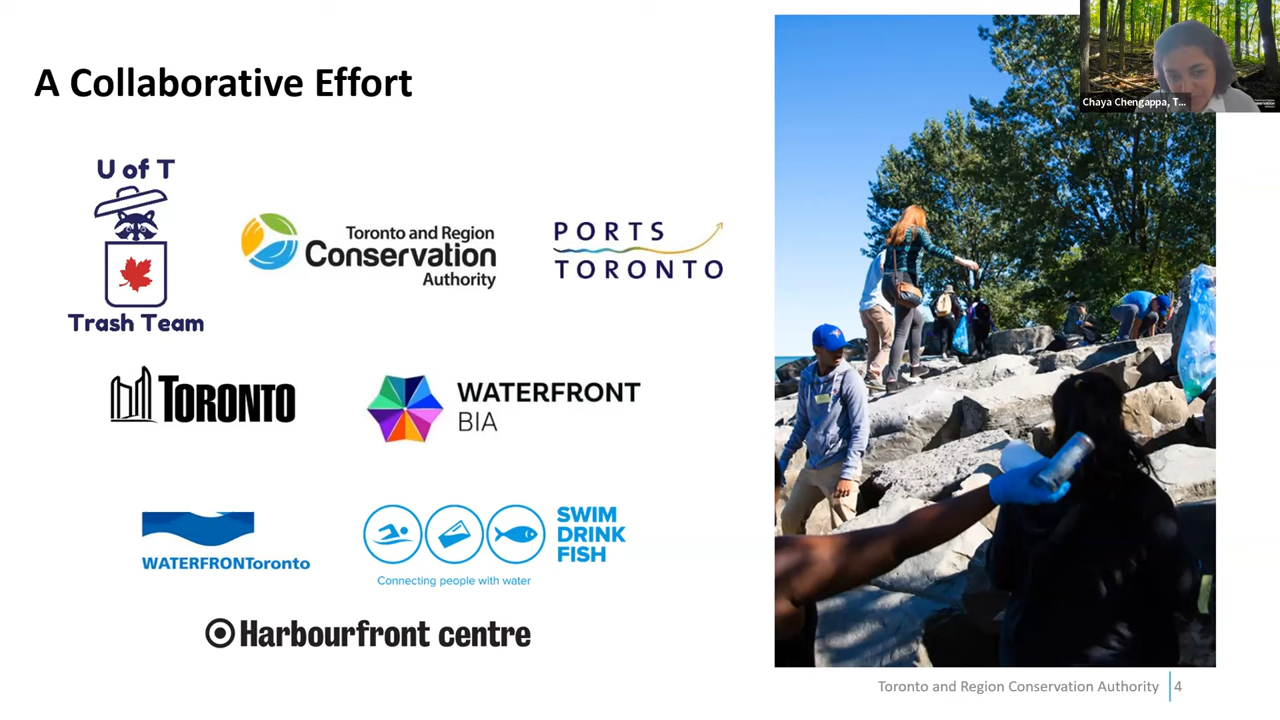 A Collaborative Effort
Chaya Chengappa, T...
U of T
Trash Team
Toronto and Region
Conservation
Authority
PORTS
TORONTO
TORONTO
WATERFRONT
BIA
WATERFRONToronto
SWIM
DRINK
FISH
Connecting people with water
Harbourfront centre
Toronto and Region Conservation Authority 4